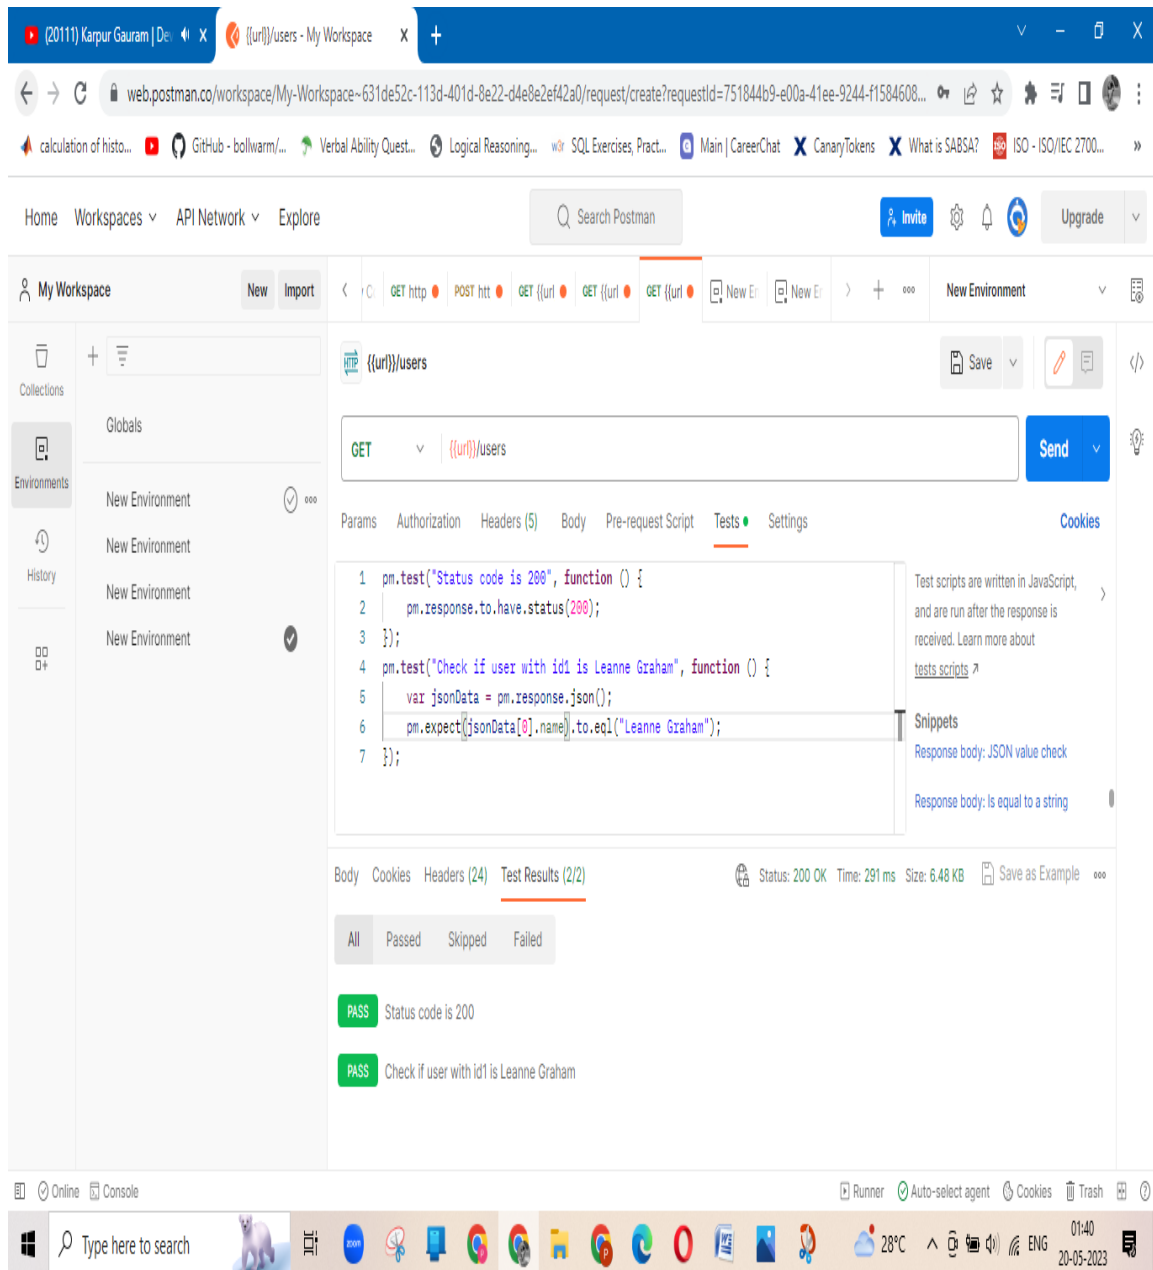 (20111) Karpur Gauram | De
{{url}}/users - My Workspace
web.postman.co/workspace/My-Workspace~631de52c-113d-401d-8e22-d4e8e2ef42a0/request/create?requestId=751844b9-e00a-41ee-9244-f1584608...
calculation of histo... GitHub - bollwarm/... Verbal Ability Quest... Logical Reasoning... SQL Exercises, Pract... Main | CareerChat CanaryTokens What is SABSA? ISO - ISO/IEC 2700... »
Home Workspaces API Network Explore Search Postman Invite Upgrade
My Workspace New Import GET http POST htt GET {{url GET {{url GET {{url New En New En New Environment
Collections
Environments
History
Globals
New Environment
New Environment
New Environment
New Environment
HTTP {{url}}/users Save
GET {{url}}/users Send
Params Authorization Headers (5) Body Pre-request Script Tests Settings Cookies
1 pm.test("Status code is 200", function () {
2 pm.response.to.have.status(200);
3 });
4 pm.test("Check if user with id1 is Leanne Graham", function () {
5 var jsonData = pm.response.json();
6 pm.expect(jsonData[0].name).to.eql("Leanne Graham");
7 });
Test scripts are written in JavaScript,
and are run after the response is
received. Learn more about
tests scripts
Snippets
Response body: JSON value check
Response body: Is equal to a string
Body Cookies Headers (24) Test Results (2/2) Status: 200 OK Time: 291 ms Size: 6.48 KB Save as Example
All Passed Skipped Failed
PASS Status code is 200
PASS Check if user with id1 is Leanne Graham
Online Console Runner Auto-select agent Cookies Trash
Type here to search zoom 28°C ENG 01:40
20-05-2023